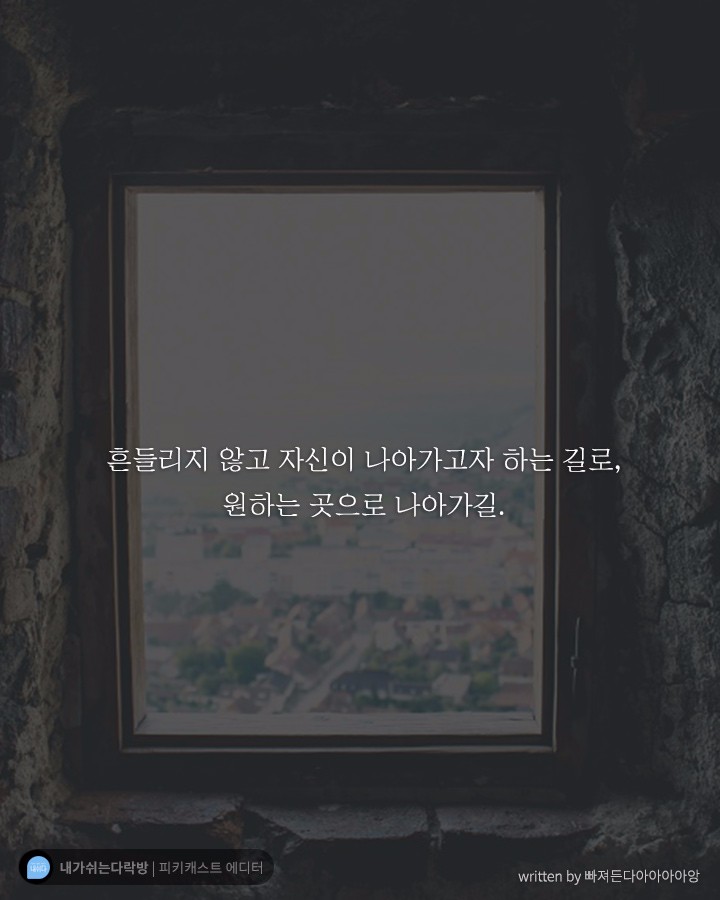 흔들리지 않고 자신이 나아가고자 하는 길로,
원하는 곳으로 나아가길.
내가쉬는다락방 | 피키캐스트 에디터
written by 빠져든다아아아아앙